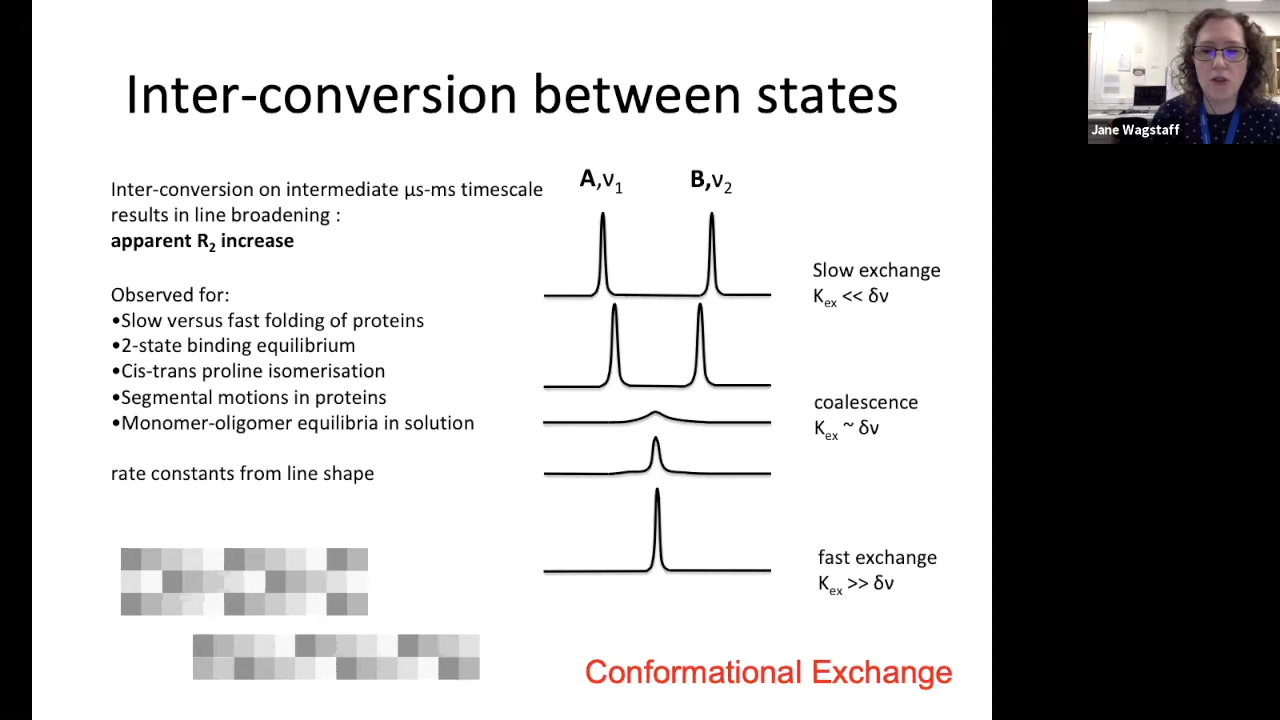 Inter-conversion between states
Jane Wagstaff
Inter-conversion on intermediate µs-ms timescale
results in line broadening :
apparent R₂ increase
Observed for:
•Slow versus fast folding of proteins
•2-state binding equilibrium
•Cis-trans proline isomerisation
•Segmental motions in proteins
•Monomer-oligomer equilibria in solution
rate constants from line shape
A,ν₁
B,ν₂
Slow exchange
Kₑₓ << δν
coalescence
Kₑₓ ~ δν
fast exchange
Kₑₓ >> δν
Conformational Exchange